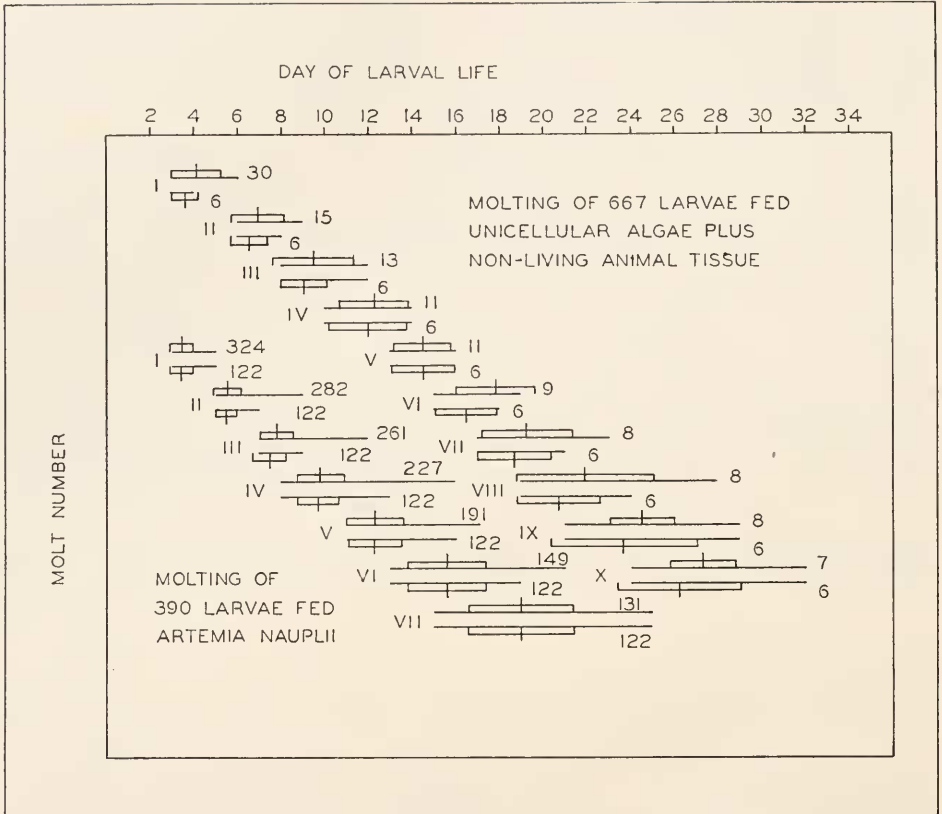 DAY OF LARVAL LIFE
2 4 6 8 10 12 14 16 18 20 22 24 26 28 30 32 34
I 30
6
II 15
6
III 13
6
IV 11
6
V 11
6
VI 9
6
VII 8
6
VIII 8
6
IX 8
6
X 7
6
MOLTING OF 667 LARVAE FED
UNICELLULAR ALGAE PLUS
NON-LIVING ANIMAL TISSUE
I 324
122
II 282
122
III 261
122
IV 227
122
V 191
122
VI 149
122
VII 131
122
MOLTING OF
390 LARVAE FED
ARTEMIA NAUPLII
MOLT NUMBER